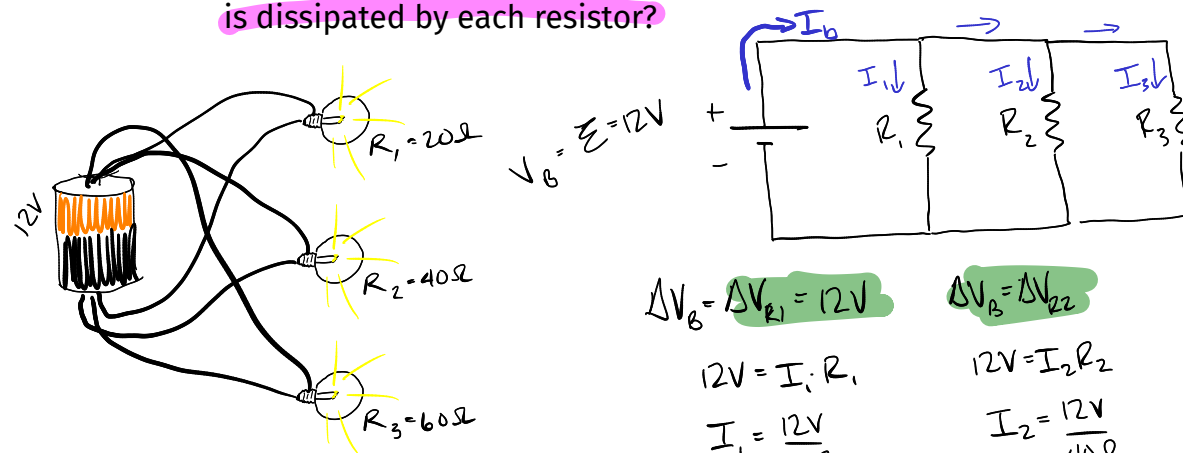 is dissipated by each resistor?
12V
R₁=20Ω
R₂=40Ω
R₃=60Ω
V_B = Ɛ=12V
I_b
+
−
I₁↓
R₁
I₂↓
R₂
I₃↓
R₃
ΔV_B=ΔV_R1=12V
12V=I₁·R₁
I₁=12V
ΔV_B=ΔV_R2
12V=I₂R₂
I₂=12V